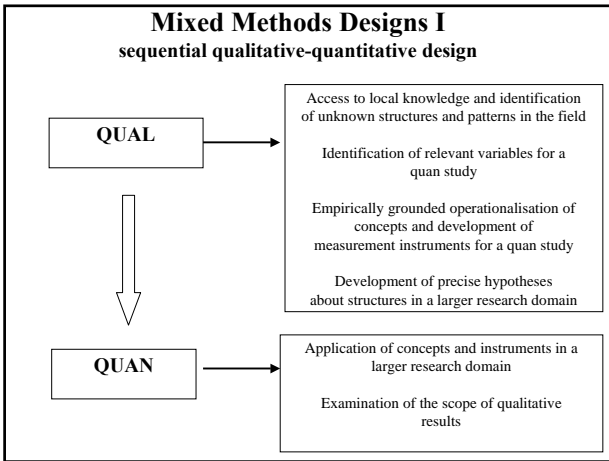 Mixed Methods Designs I
sequential qualitative-quantitative design
QUAL
Access to local knowledge and identification
of unknown structures and patterns in the field
Identification of relevant variables for a
quan study
Empirically grounded operationalisation of
concepts and development of
measurement instruments for a quan study
Development of precise hypotheses
about structures in a larger research domain
QUAN
Application of concepts and instruments in a
larger research domain
Examination of the scope of qualitative
results